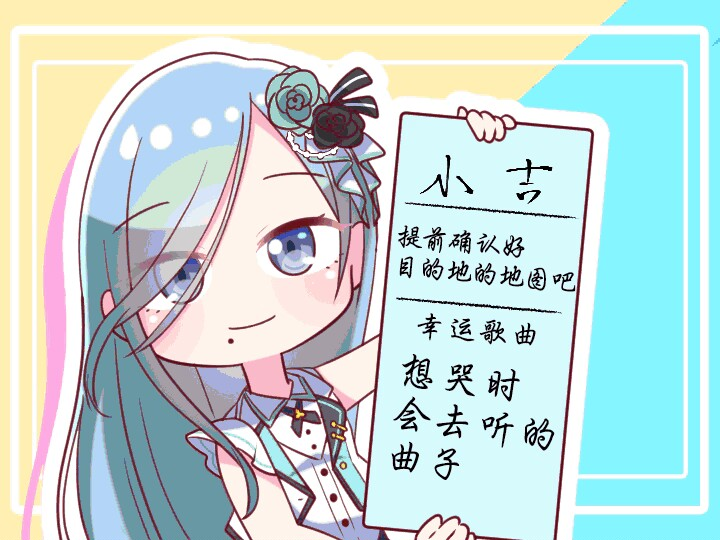 小吉
提前确认好
目的地的地图吧
幸运歌曲
想哭时
会去听的
曲子